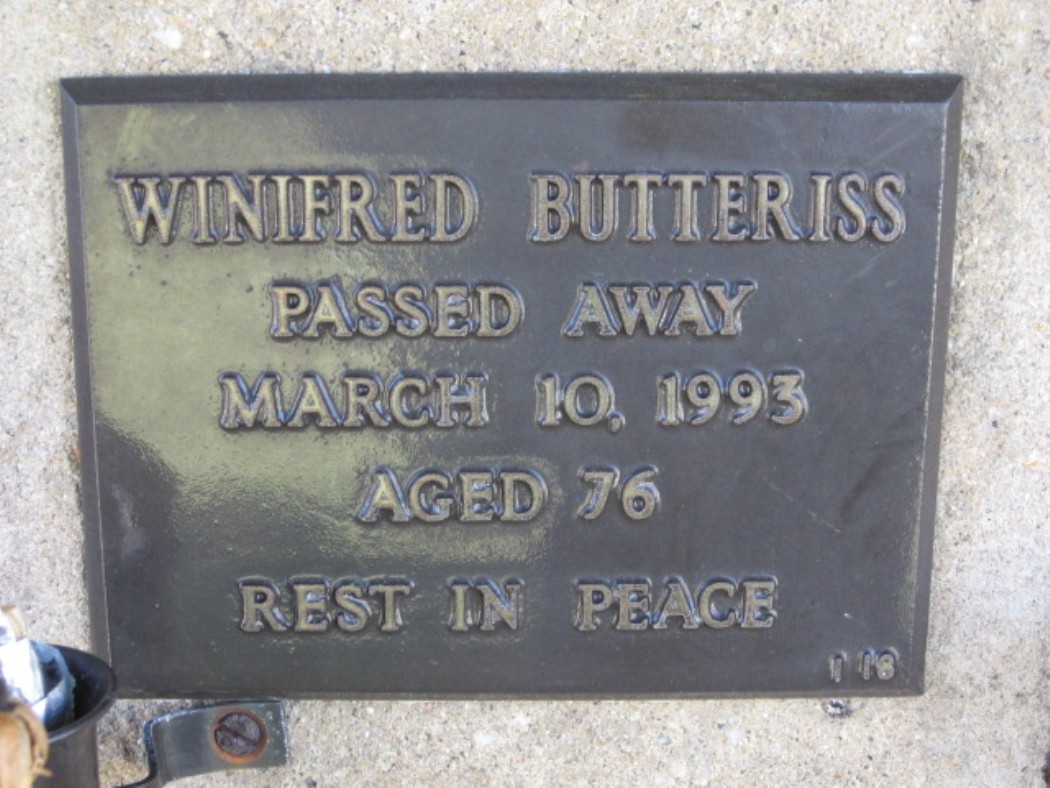 WINIFRED BUTTERISS
PASSED AWAY
MARCH 10, 1993
AGED 76
REST IN PEACE
1 18